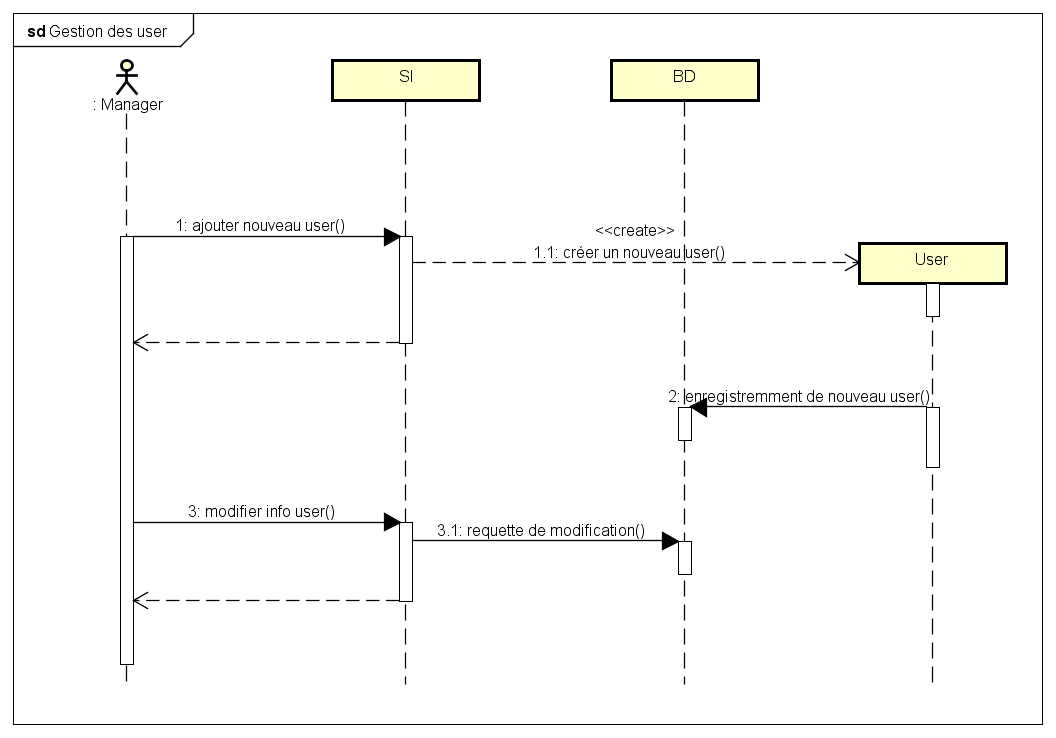 sd Gestion des user
SI
BD
: Manager
1: ajouter nouveau user()
<<create>>
1.1: créer un nouveau user()
User
2: enregistremment de nouveau user()
3: modifier info user()
3.1: requette de modification()